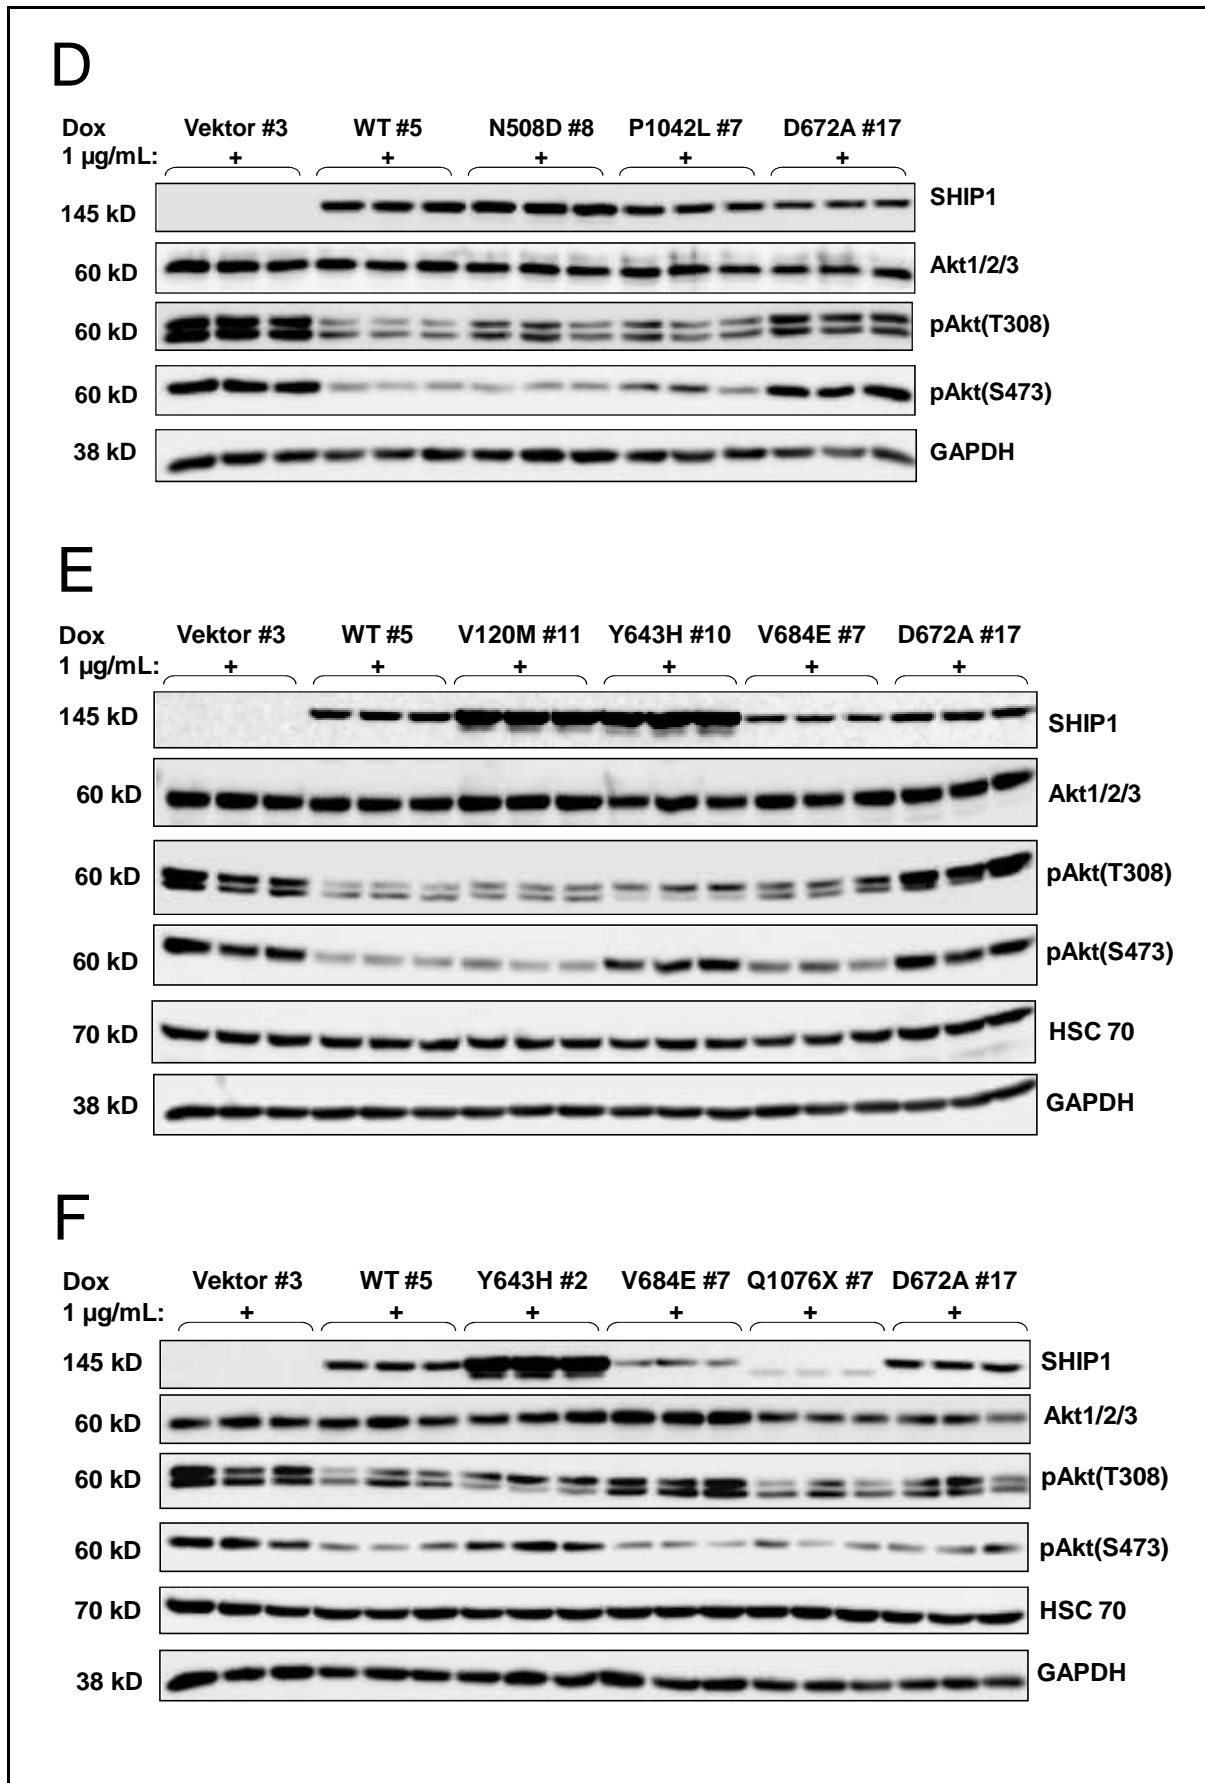 D
Dox Vektor #3 WT #5 N508D #8 P1042L #7 D672A #17
1 µg/mL: + + + + +
145 kD SHIP1
60 kD Akt1/2/3
60 kD pAkt(T308)
60 kD pAkt(S473)
38 kD GAPDH
E
Dox Vektor #3 WT #5 V120M #11 Y643H #10 V684E #7 D672A #17
1 µg/mL: + + + + + +
145 kD SHIP1
60 kD Akt1/2/3
60 kD pAkt(T308)
60 kD pAkt(S473)
70 kD HSC 70
38 kD GAPDH
F
Dox Vektor #3 WT #5 Y643H #2 V684E #7 Q1076X #7 D672A #17
1 µg/mL: + + + + + +
145 kD SHIP1
60 kD Akt1/2/3
60 kD pAkt(T308)
60 kD pAkt(S473)
70 kD HSC 70
38 kD GAPDH